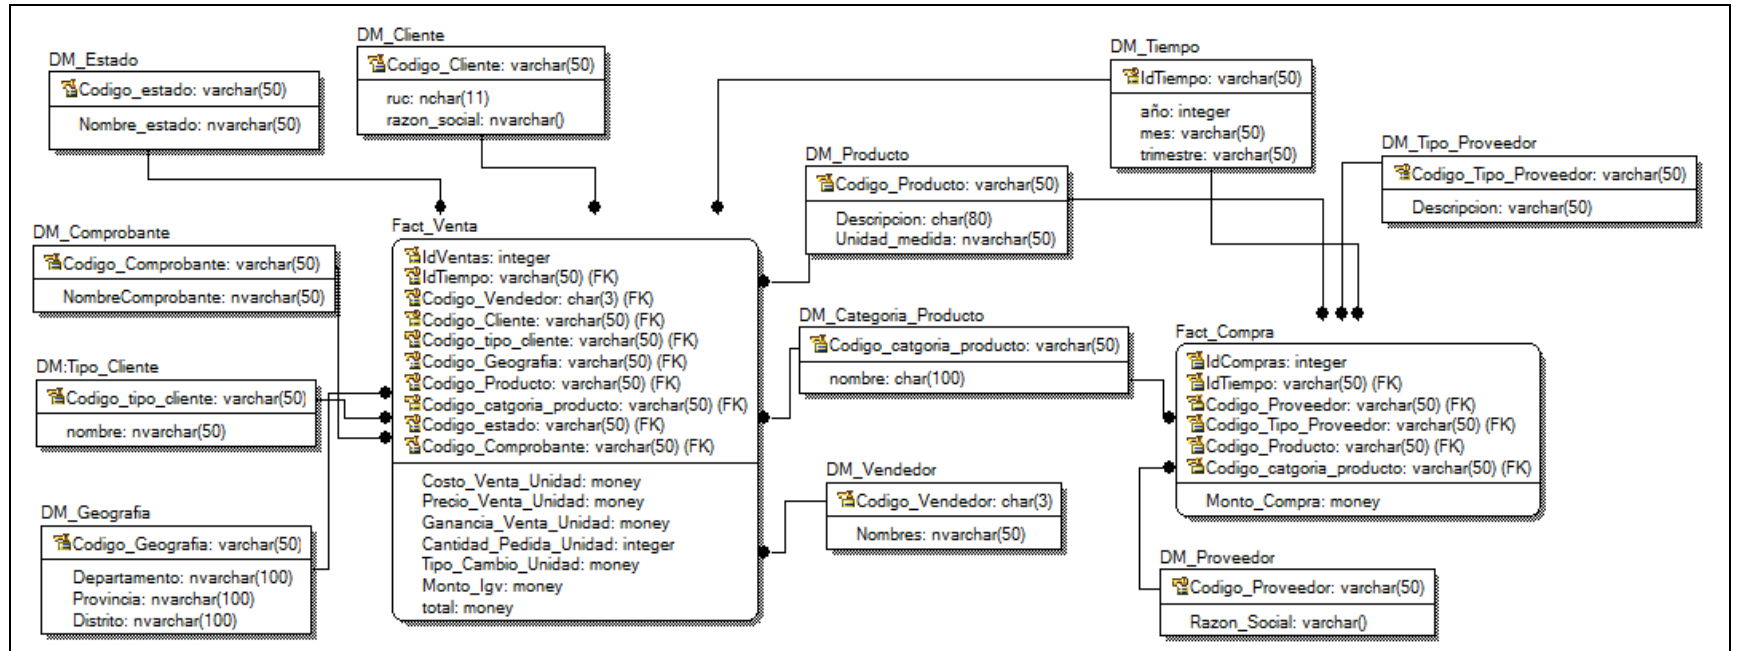 DM_Estado
Codigo_estado: varchar(50)
Nombre_estado: nvarchar(50)
DM_Cliente
Codigo_Cliente: varchar(50)
ruc: nchar(11)
razon_social: nvarchar()
DM_Tiempo
IdTiempo: varchar(50)
año: integer
mes: varchar(50)
trimestre: varchar(50)
DM_Producto
Codigo_Producto: varchar(50)
Descripcion: char(80)
Unidad_medida: nvarchar(50)
DM_Tipo_Proveedor
Codigo_Tipo_Proveedor: varchar(50)
Descripcion: varchar(50)
DM_Comprobante
Codigo_Comprobante: varchar(50)
NombreComprobante: nvarchar(50)
Fact_Venta
IdVentas: integer
IdTiempo: varchar(50) (FK)
Codigo_Vendedor: char(3) (FK)
Codigo_Cliente: varchar(50) (FK)
Codigo_tipo_cliente: varchar(50) (FK)
Codigo_Geografia: varchar(50) (FK)
Codigo_Producto: varchar(50) (FK)
Codigo_catgoria_producto: varchar(50) (FK)
Codigo_estado: varchar(50) (FK)
Codigo_Comprobante: varchar(50) (FK)
Costo_Venta_Unidad: money
Precio_Venta_Unidad: money
Ganancia_Venta_Unidad: money
Cantidad_Pedida_Unidad: integer
Tipo_Cambio_Unidad: money
Monto_Igv: money
total: money
DM_Categoria_Producto
Codigo_catgoria_producto: varchar(50)
nombre: char(100)
Fact_Compra
IdCompras: integer
IdTiempo: varchar(50) (FK)
Codigo_Proveedor: varchar(50) (FK)
Codigo_Tipo_Proveedor: varchar(50) (FK)
Codigo_Producto: varchar(50) (FK)
Codigo_catgoria_producto: varchar(50) (FK)
Monto_Compra: money
DM:Tipo_Cliente
Codigo_tipo_cliente: varchar(50)
nombre: nvarchar(50)
DM_Vendedor
Codigo_Vendedor: char(3)
Nombres: nvarchar(50)
DM_Geografia
Codigo_Geografia: varchar(50)
Departamento: nvarchar(100)
Provincia: nvarchar(100)
Distrito: nvarchar(100)
DM_Proveedor
Codigo_Proveedor: varchar(50)
Razon_Social: varchar()